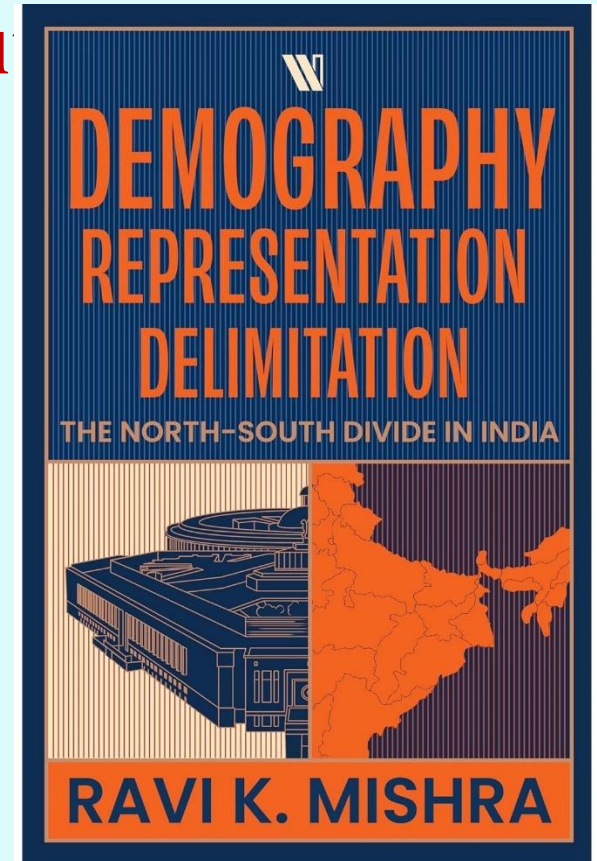 DEMOGRAPHY
REPRESENTATION
DELIMITATION
THE NORTH-SOUTH DIVIDE IN INDIA
RAVI K. MISHRA